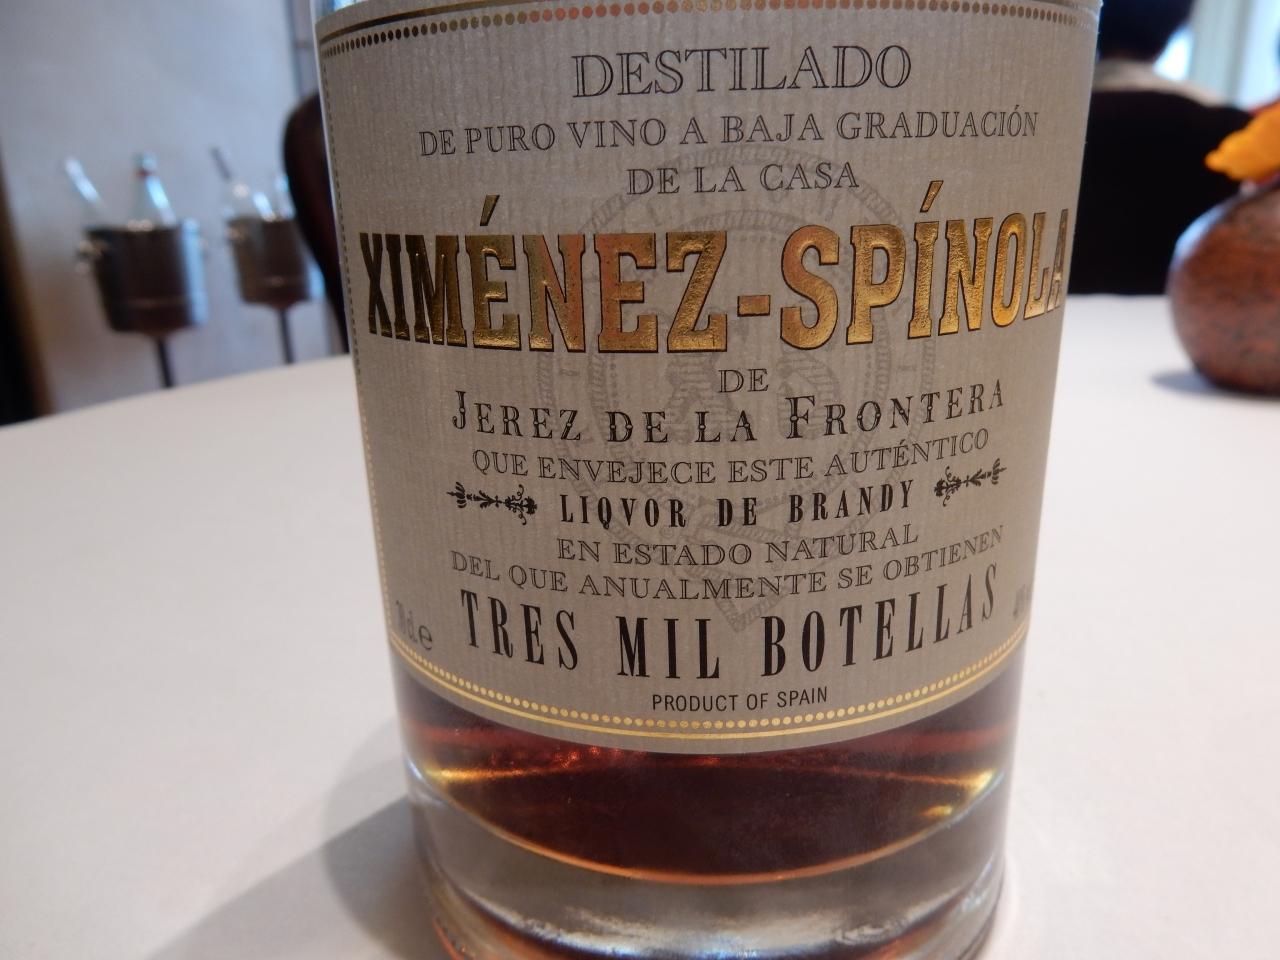 DESTILADO
DE PURO VINO A BAJA GRADUACIÓN
DE LA CASA
XIMÉNEZ-SPÍNOLA
DE
JEREZ DE LA FRONTERA
QUE ENVEJECE ESTE AUTÉNTICO
LIQVOR DE BRANDY
EN ESTADO NATURAL
DEL QUE ANUALMENTE SE OBTIENEN
TRES MIL BOTELLAS
PRODUCT OF SPAIN